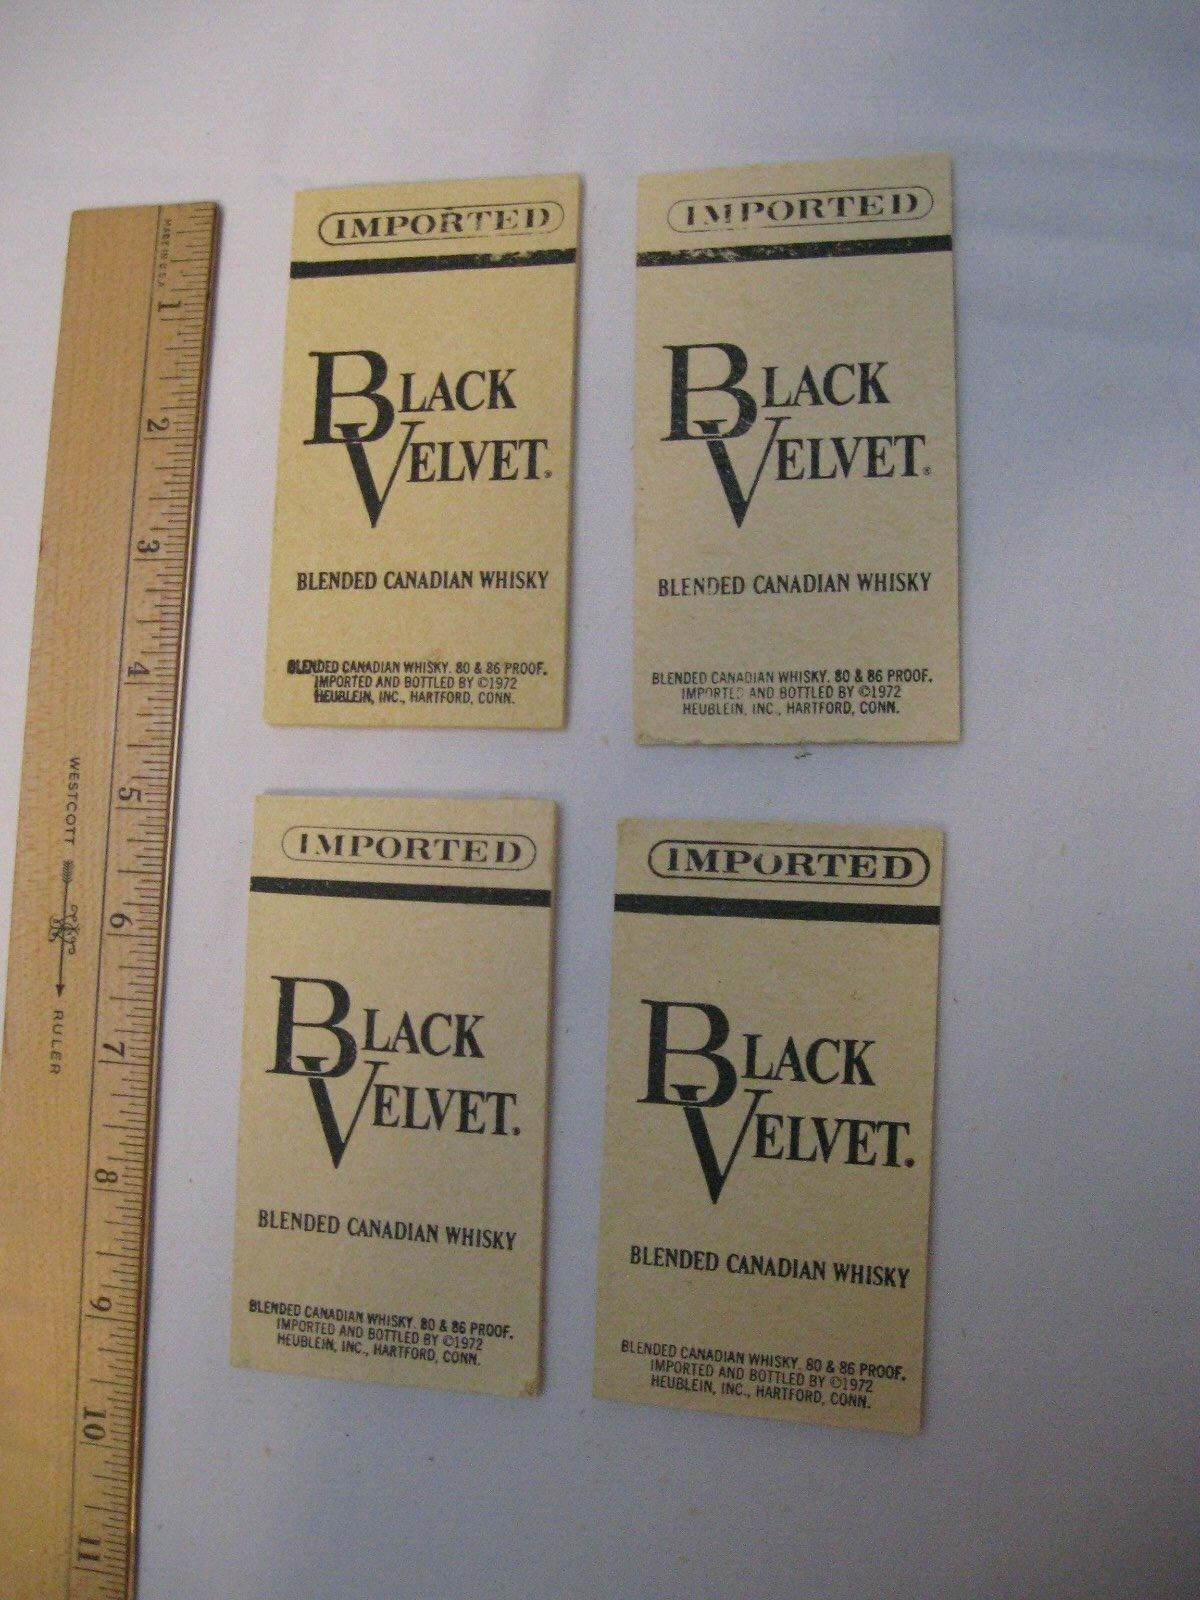 MADE IN U.S.A.
1
2
3
4
5
6
7
8
9
10
11
WESTCOTT
RULER
IMPORTED
BLACK
VELVET®
BLENDED CANADIAN WHISKY
BLENDED CANADIAN WHISKY. 80 & 86 PROOF.
IMPORTED AND BOTTLED BY ©1972
HEUBLEIN, INC., HARTFORD, CONN.
IMPORTED
BLACK
VELVET®
BLENDED CANADIAN WHISKY
BLENDED CANADIAN WHISKY. 80 & 86 PROOF.
IMPORTED AND BOTTLED BY ©1972
HEUBLEIN, INC., HARTFORD, CONN.
IMPORTED
BLACK
VELVET®
BLENDED CANADIAN WHISKY
BLENDED CANADIAN WHISKY. 80 & 86 PROOF.
IMPORTED AND BOTTLED BY ©1972
HEUBLEIN, INC., HARTFORD, CONN.
IMPORTED
BLACK
VELVET®
BLENDED CANADIAN WHISKY
BLENDED CANADIAN WHISKY. 80 & 86 PROOF.
IMPORTED AND BOTTLED BY ©1972
HEUBLEIN, INC., HARTFORD, CONN.